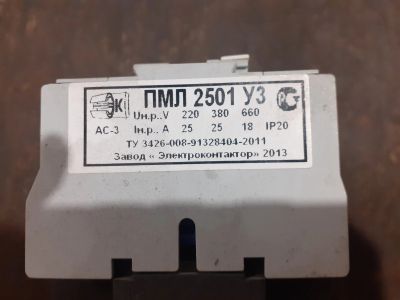 ЭК ПМЛ 2501 У3
Uн.р..V 220 380 660
АС-3 Iн.р.. А 25 25 18 IP20
ТУ 3426-008-91328404-2011
Завод « Электроконтактор» 2013